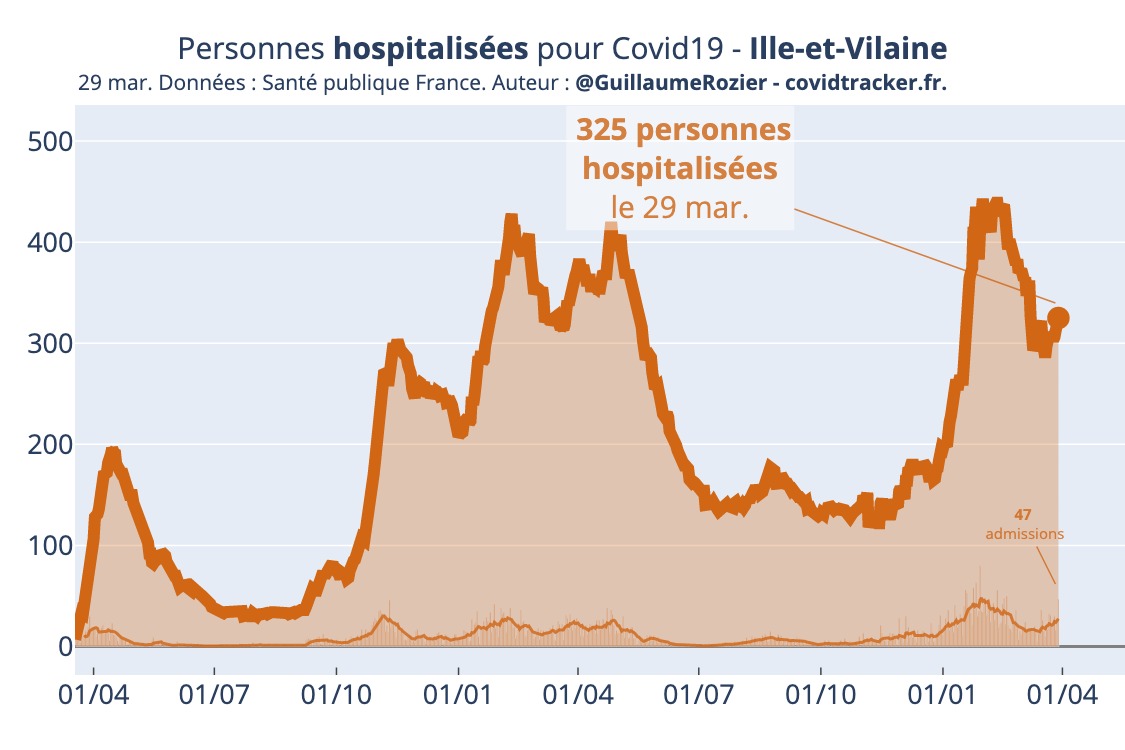 Personnes hospitalisées pour Covid19 - Ille-et-Vilaine
29 mar. Données : Santé publique France. Auteur : @GuillaumeRozier - covidtracker.fr.
325 personnes
hospitalisées
le 29 mar.
500
400
300
200
100
0
47
admissions
01/04 01/07 01/10 01/01 01/04 01/07 01/10 01/01 01/04